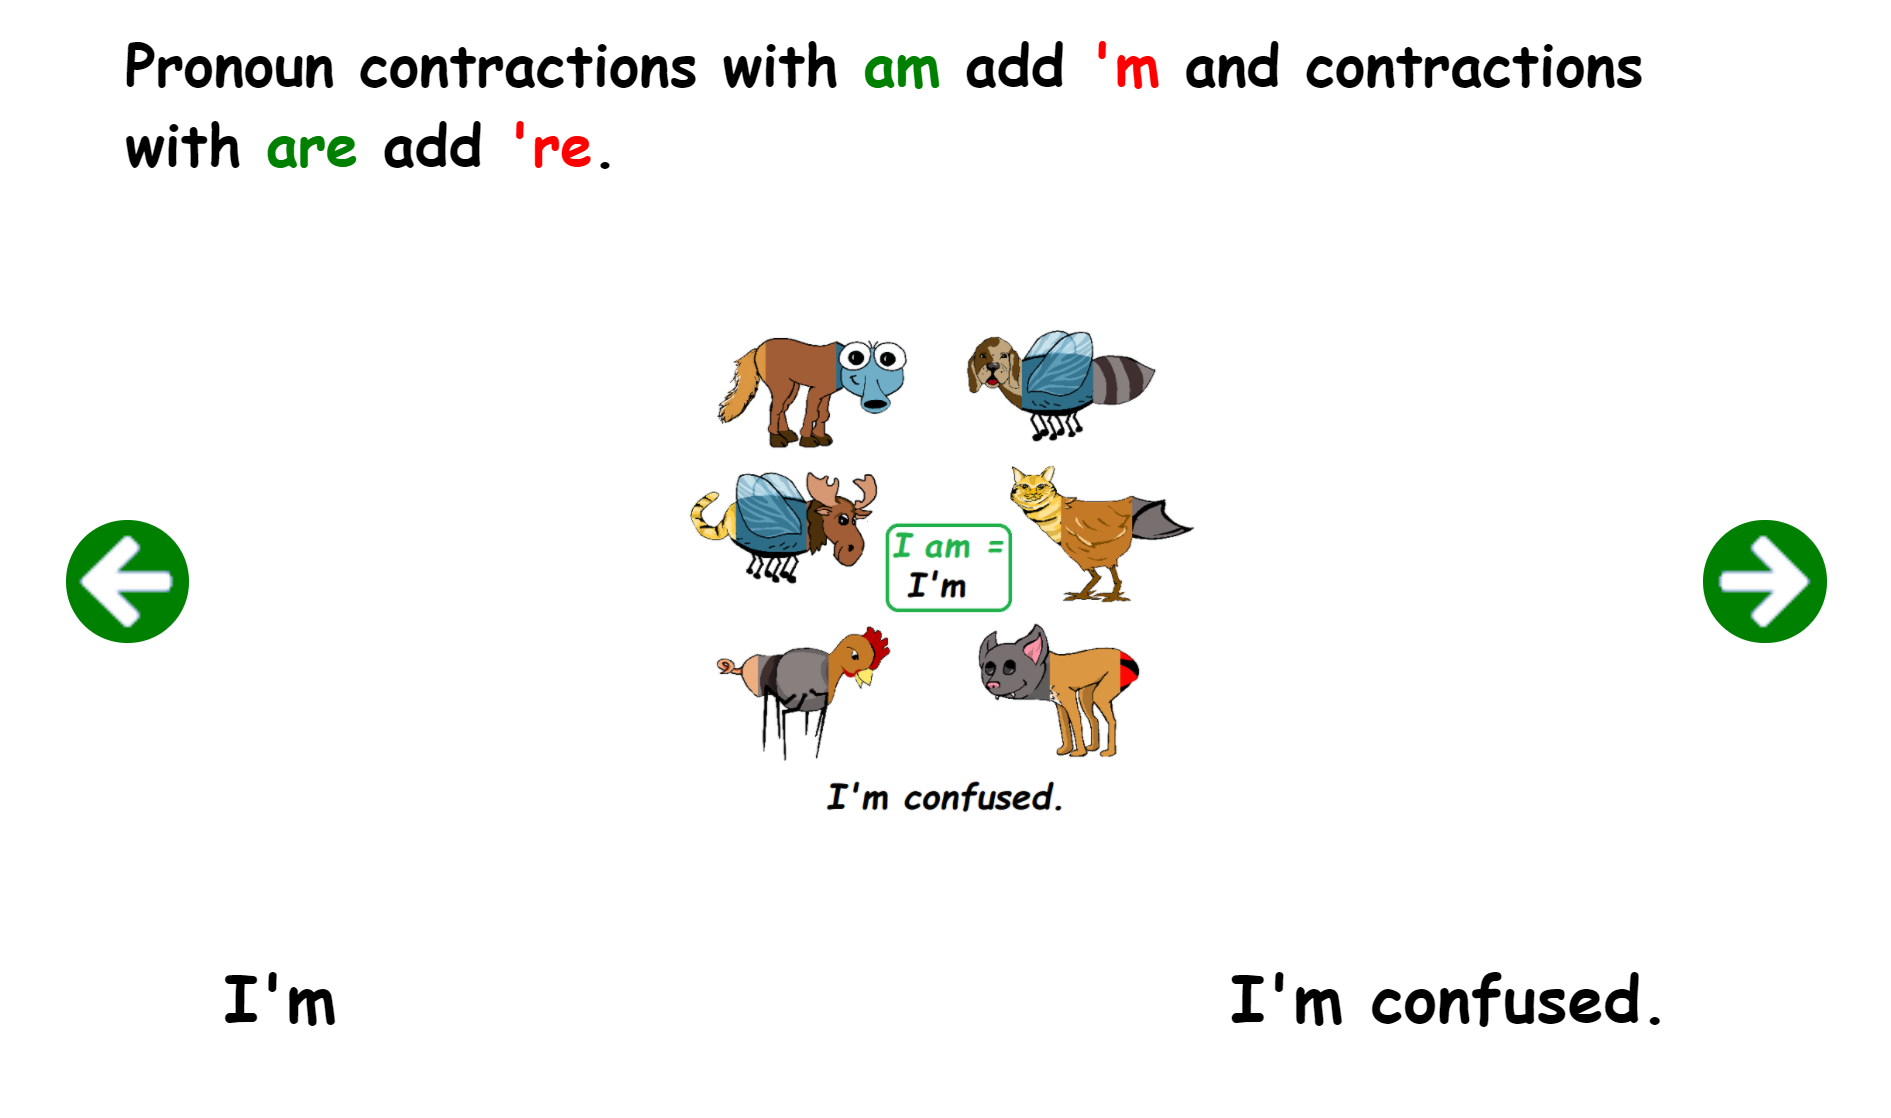 Pronoun contractions with am add 'm and contractions
with are add 're.
I am =
I'm
I'm confused.
I'm
I'm confused.